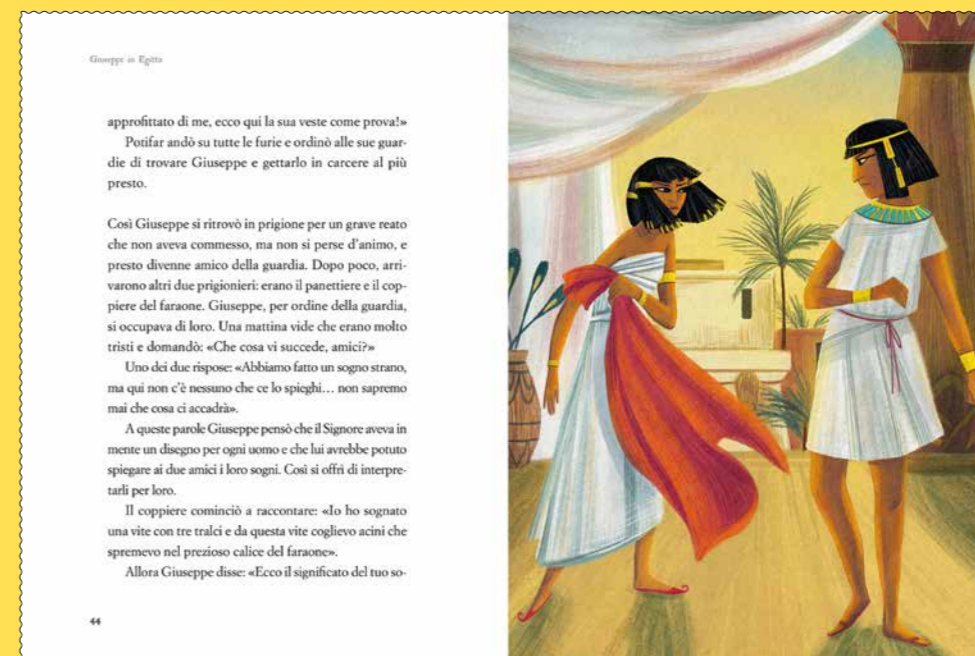 Giuseppe in Egitto
approfittato di me, ecco qui la sua veste come prova!»
Potifar andò su tutte le furie e ordinò alle sue guar-
die di trovare Giuseppe e gettarlo in carcere al più
presto.
Così Giuseppe si ritrovò in prigione per un grave reato
che non aveva commesso, ma non si perse d'animo, e
presto divenne amico della guardia. Dopo poco, arri-
varono altri due prigionieri: erano il panettiere e il cop-
piere del faraone. Giuseppe, per ordine della guardia,
si occupava di loro. Una mattina vide che erano molto
tristi e domandò: «Che cosa vi succede, amici?»
Uno dei due rispose: «Abbiamo fatto un sogno strano,
ma qui non c'è nessuno che ce lo spieghi… non sapremo
mai che cosa ci accadrà».
A queste parole Giuseppe pensò che il Signore aveva in
mente un disegno per ogni uomo e che lui avrebbe potuto
spiegare ai due amici i loro sogni. Così si offrì di interpre-
tarli per loro.
Il coppiere cominciò a raccontare: «Io ho sognato
una vite con tre tralci e da questa vite coglievo acini che
spremevo nel prezioso calice del faraone».
Allora Giuseppe disse: «Ecco il significato del tuo so-
44